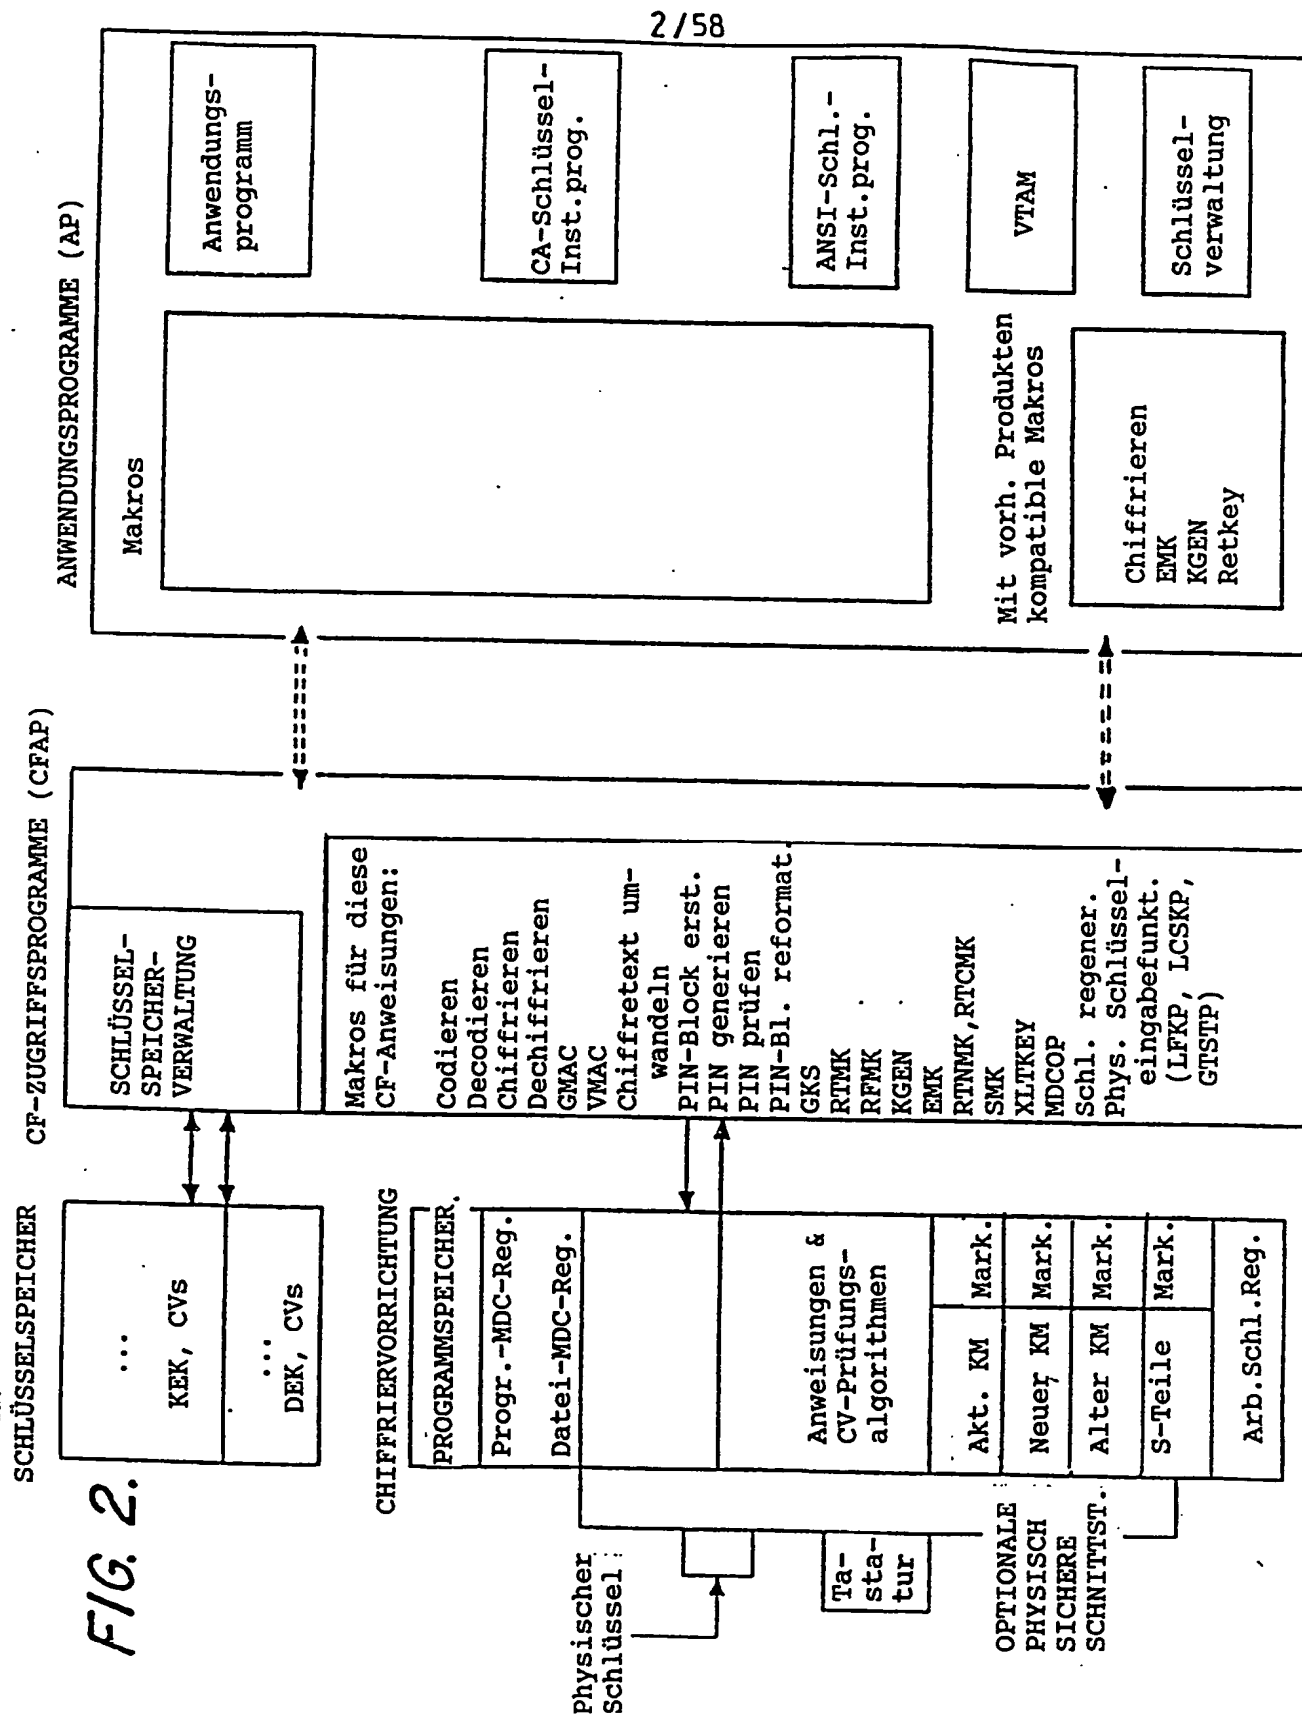 2/58
FIG. 2.
SCHLÜSSELSPEICHER
...
KEK, CVs
...
DEK, CVs
CF-ZUGRIFFSPROGRAMME (CFAP)
SCHLÜSSEL-
SPEICHER-
VERWALTUNG
Makros für diese
CF-Anweisungen:
Codieren
Decodieren
Chiffrieren
Dechiffrieren
GMAC
VMAC
Chiffretext um-
wandeln
PIN-Block erst.
PIN generieren
PIN prüfen
PIN-Bl. reformat.
GKS
RTMK
RFMK
KGEN
EMK
RTNMK,RTCMK
SMK
XLTKEY
MDCOP
Schl. regener.
Phys. Schlüssel-
eingabefunkt.
(LFKP, LCSKP,
GTSTP)
ANWENDUNGSPROGRAMME (AP)
Makros
Anwendungs-
programm
CA-Schlüssel-
Inst.prog.
ANSI-Schl.-
Inst.prog.
VTAM
Schlüssel-
verwaltung
Mit vorh. Produkten
kompatible Makros
Chiffrieren
EMK
KGEN
Retkey
CHIFFRIERVORRICHTUNG
PROGRAMMSPEICHER.
Progr.-MDC-Reg.
Datei-MDC-Reg.
Anweisungen &
CV-Prüfungs-
algorithmen
Akt. KM Mark.
Neuer KM Mark.
Alter KM Mark.
S-Teile Mark.
Arb.Schl.Reg.
Physischer
Schlüssel
Ta-
sta-
tur
OPTIONALE
PHYSISCH
SICHERE
SCHNITTST.